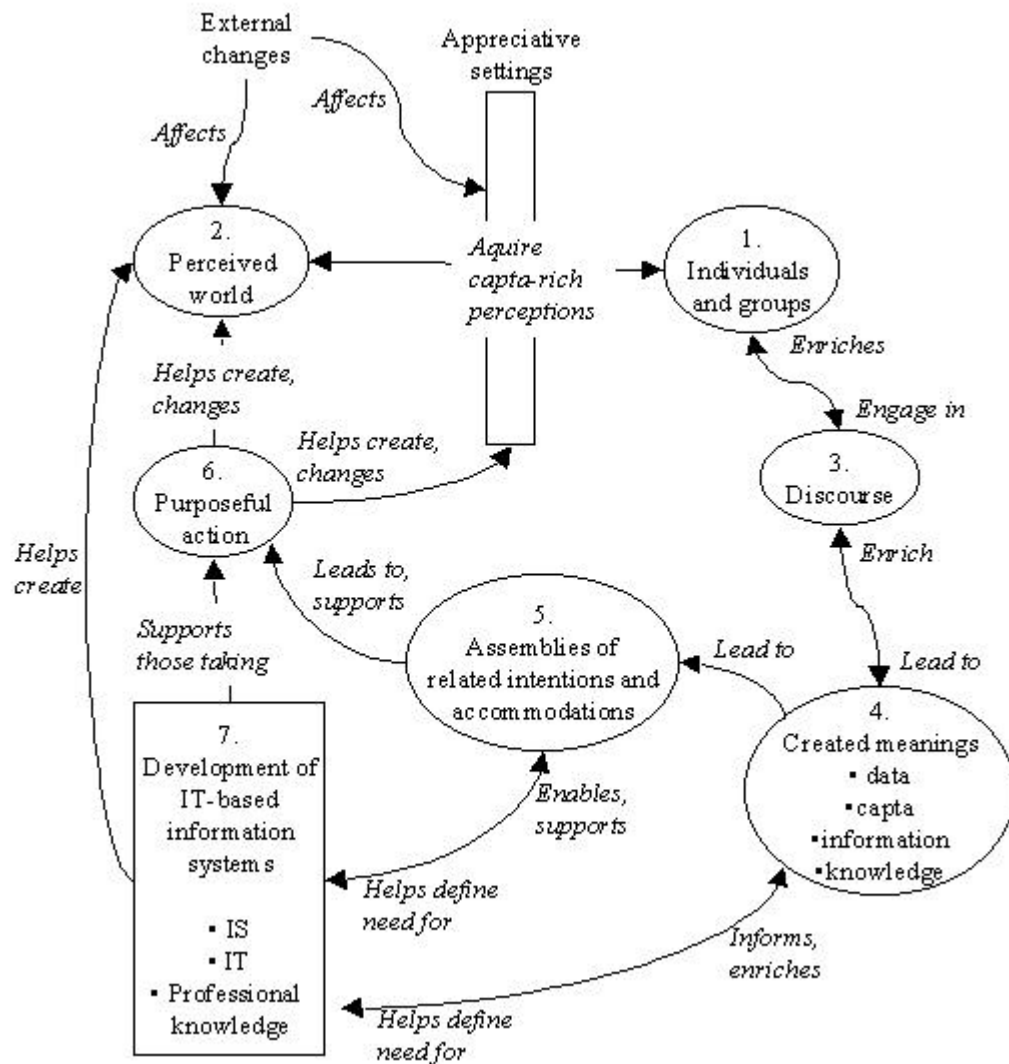 External
changes
Affects
Affects
Appreciative
settings
2.
Perceived
world
Aquire
capta-rich
perceptions
1.
Individuals
and groups
Enriches
Engage in
3.
Discourse
Enrich
Lead to
4.
Created meanings
▪ data
▪ capta
▪ information
▪ knowledge
Lead to
5.
Assemblies of
related intentions and
accommodations
Leads to,
supports
6.
Purposeful
action
Helps create,
changes
Helps create,
changes
Helps
create
Supports
those taking
7.
Development of
IT-based
information
systems
▪ IS
▪ IT
▪ Professional
knowledge
Enables,
supports
Helps define
need for
Informs,
enriches
Helps define
need for